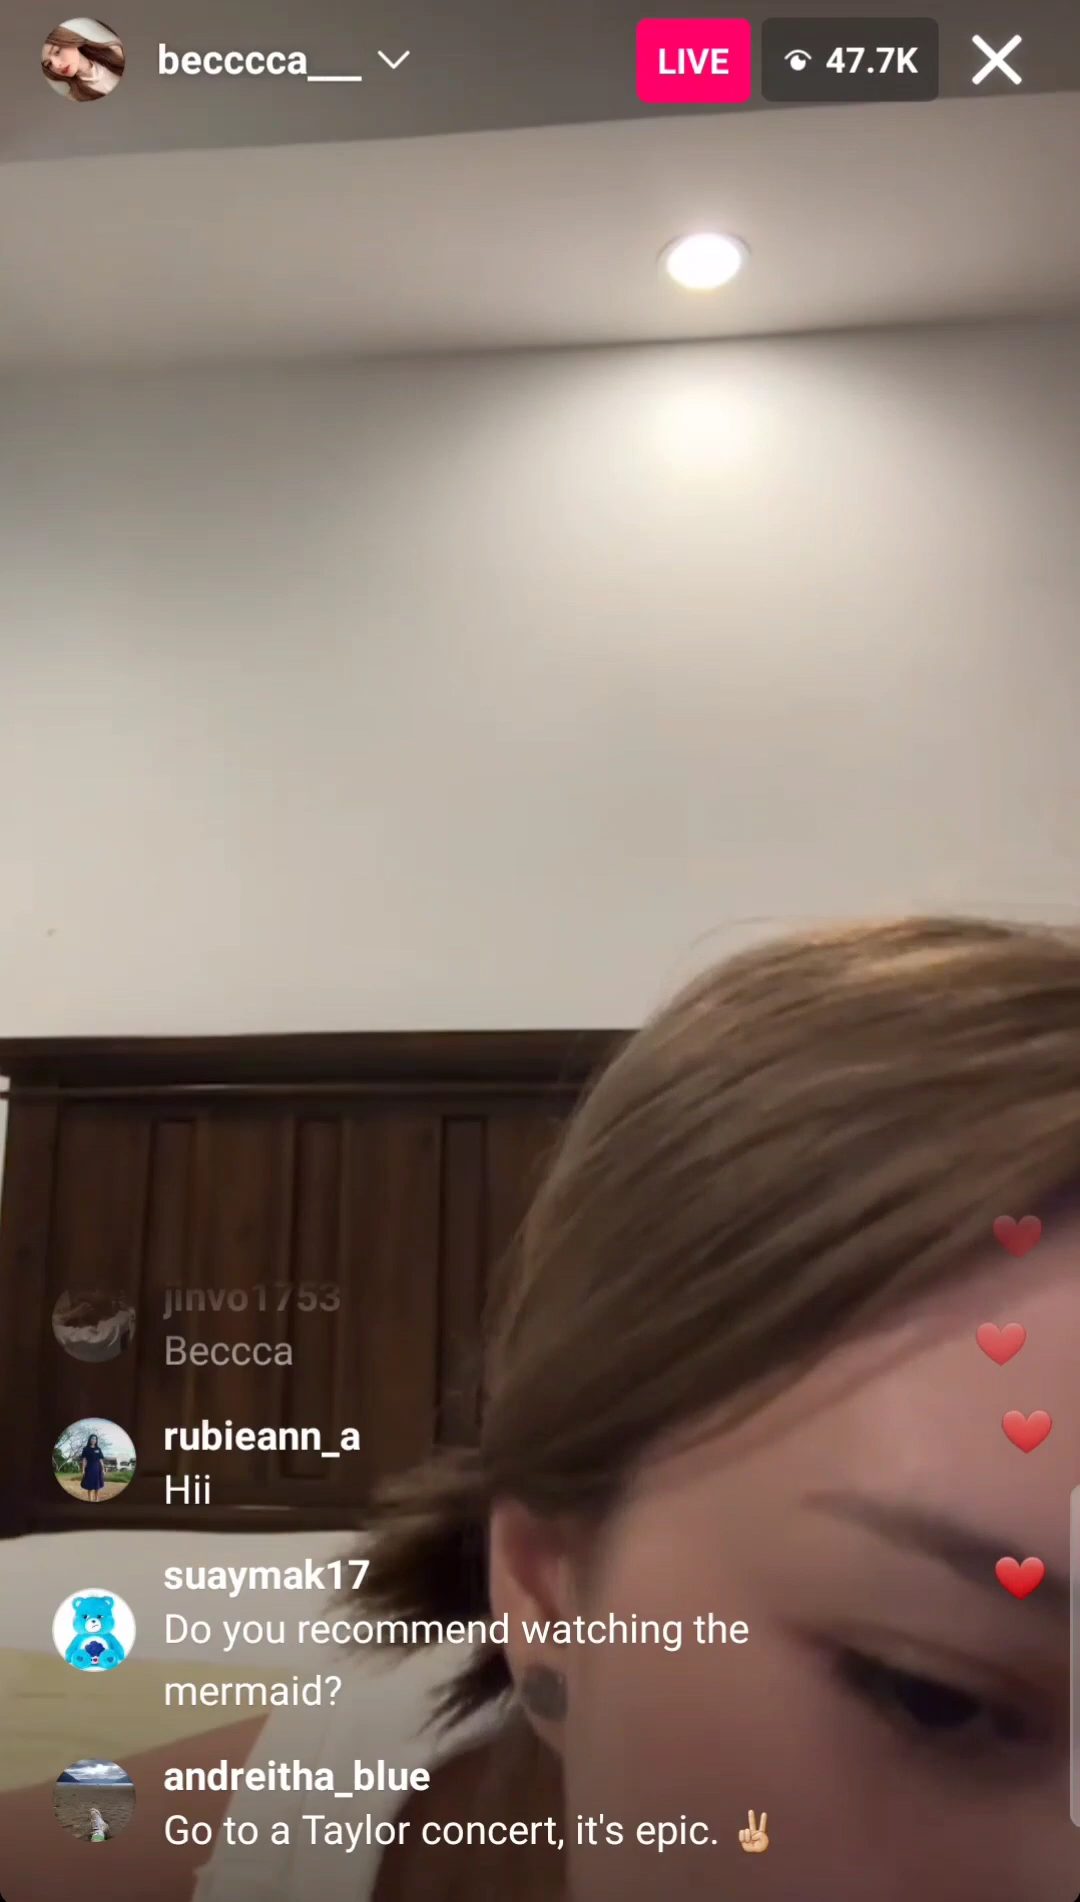 becccca___
LIVE
47.7K
jinvo1753
Beccca
rubieann_a
Hii
suaymak17
Do you recommend watching the
mermaid?
andreitha_blue
Go to a Taylor concert, it's epic. ✌🏼